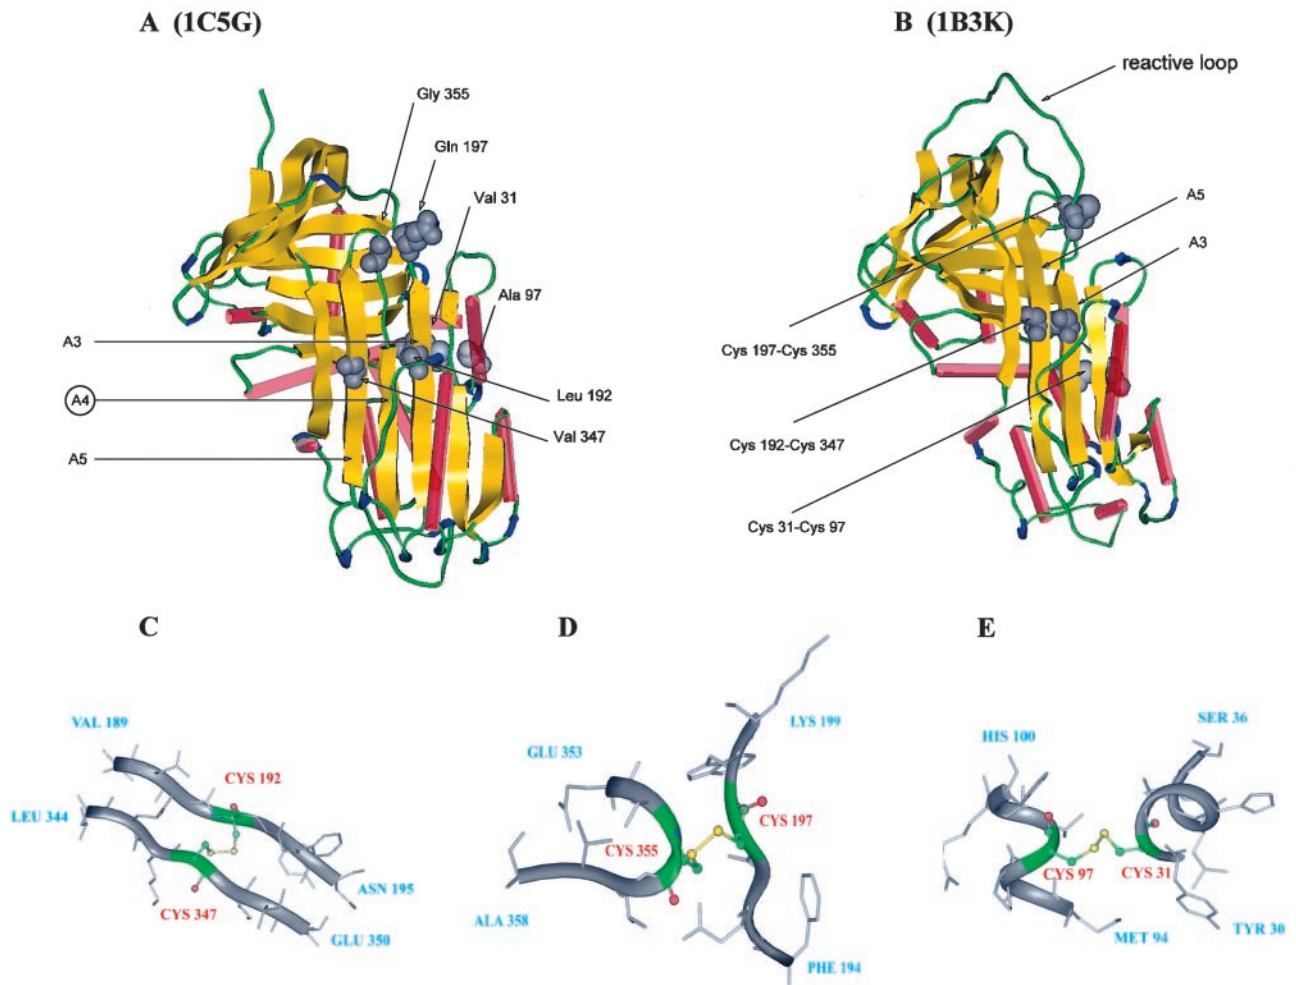 A (1C5G)
Gly 355
Gln 197
Val 31
Ala 97
A3
Leu 192
A4
Val 347
A5
B (1B3K)
reactive loop
A5
A3
Cys 197-Cys 355
Cys 192-Cys 347
Cys 31-Cys 97
C
VAL 189
CYS 192
LEU 344
ASN 195
CYS 347
GLU 350
D
LYS 199
GLU 353
CYS 197
CYS 355
ALA 358
PHE 194
E
SER 36
HIS 100
CYS 97
CYS 31
TYR 30
MET 94